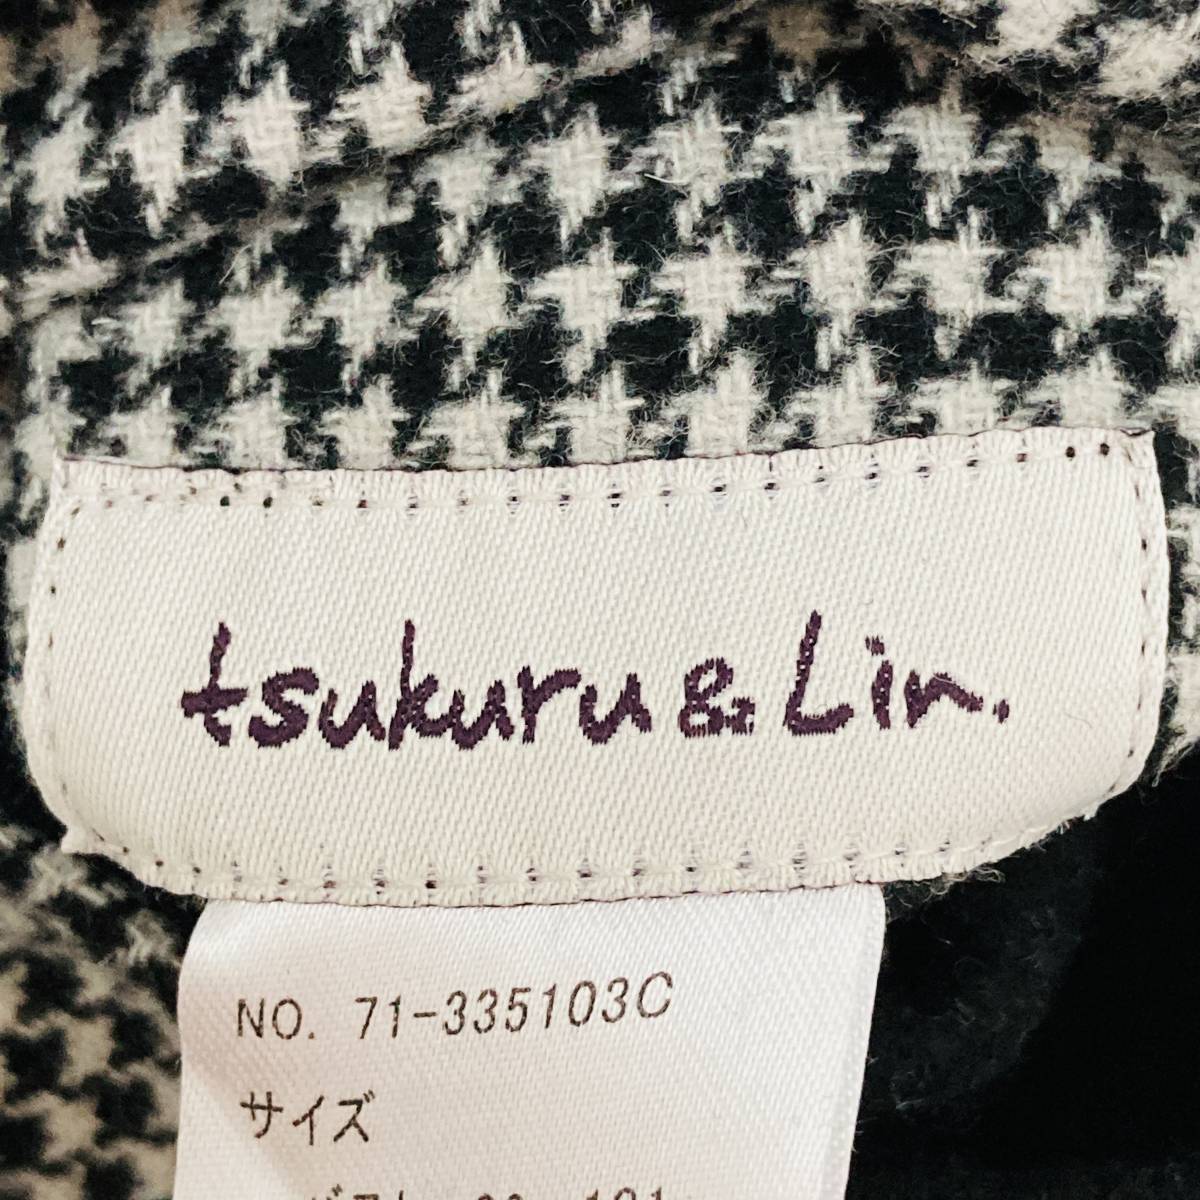 tsukuru & Lin.
NO. 71-335103C
サイズ